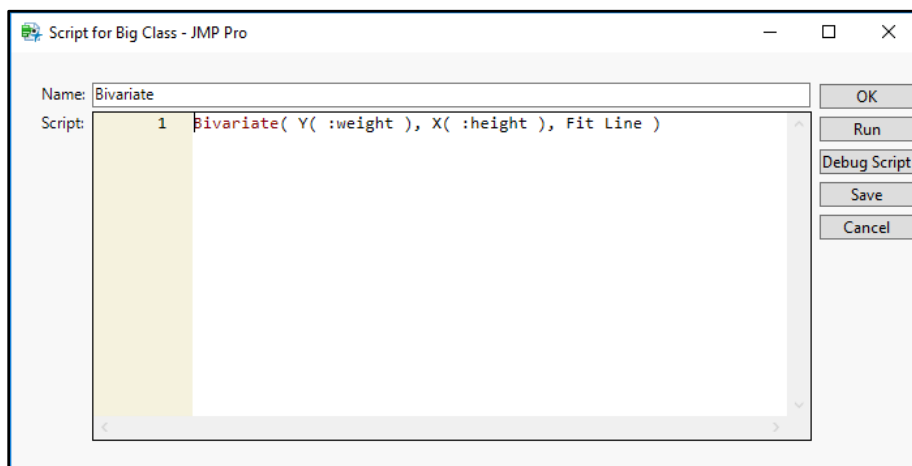 Script for Big Class - JMP Pro
Name: Bivariate
OK
Script: 1 Bivariate( Y( :weight ), X( :height ), Fit Line )
Run
Debug Script
Save
Cancel